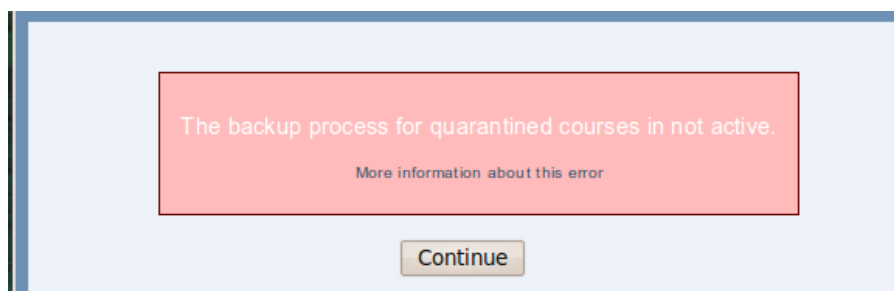 The backup process for quarantined courses in not active.
More information about this error
Continue